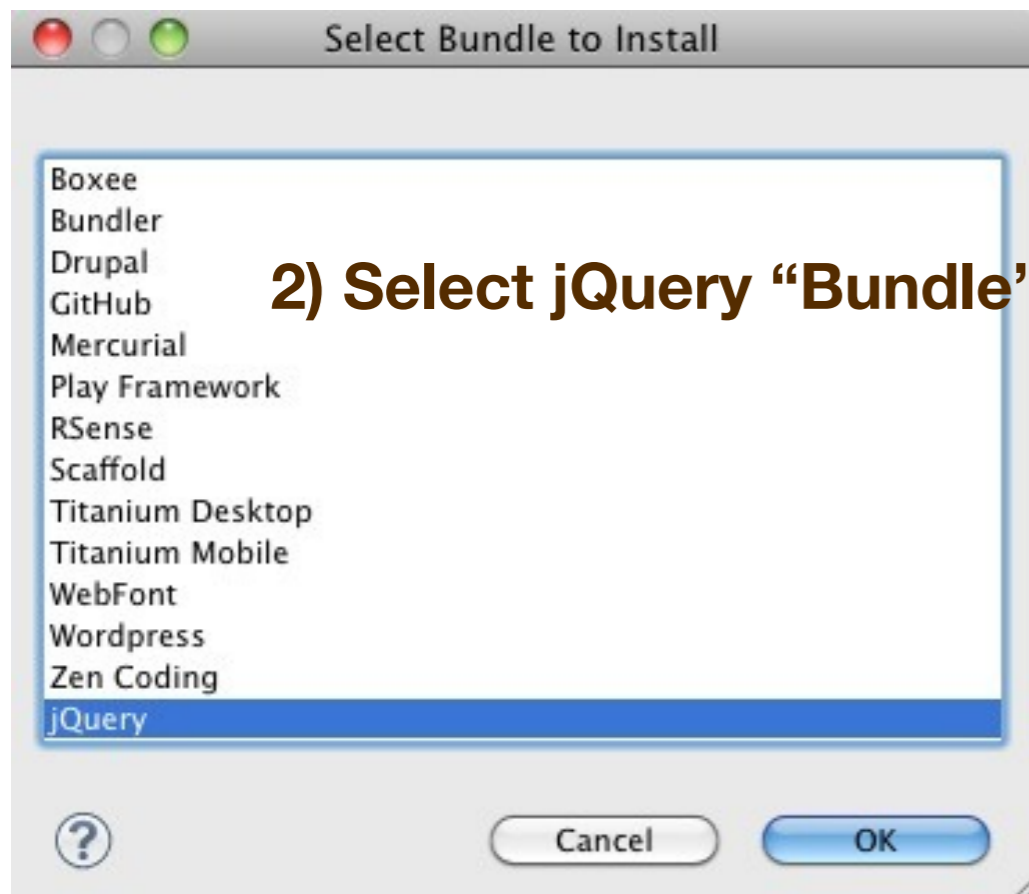 Select Bundle to Install
Boxee
Bundler
Drupal
2) Select jQuery “Bundle’
GitHub
Mercurial
Play Framework
RSense
Scaffold
Titanium Desktop
Titanium Mobile
WebFont
Wordpress
Zen Coding
jQuery
?
Cancel
OK